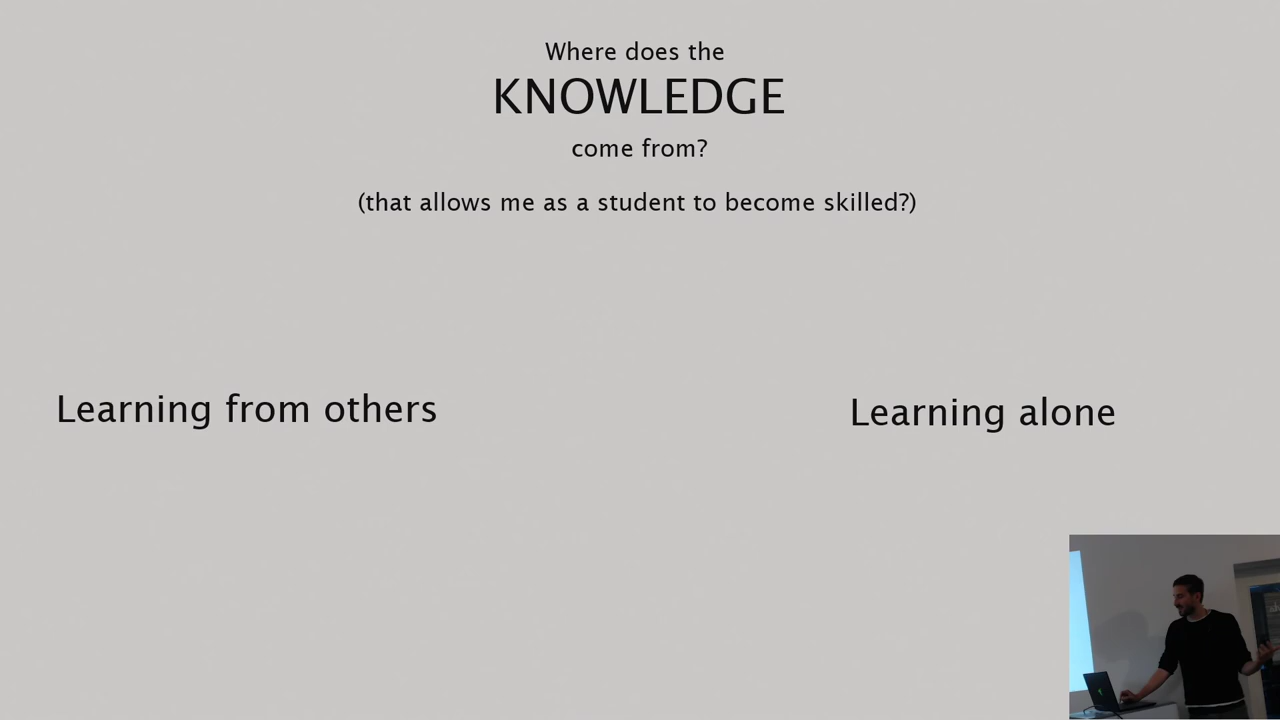 Where does the
KNOWLEDGE
come from?
(that allows me as a student to become skilled?)
Learning from others
Learning alone